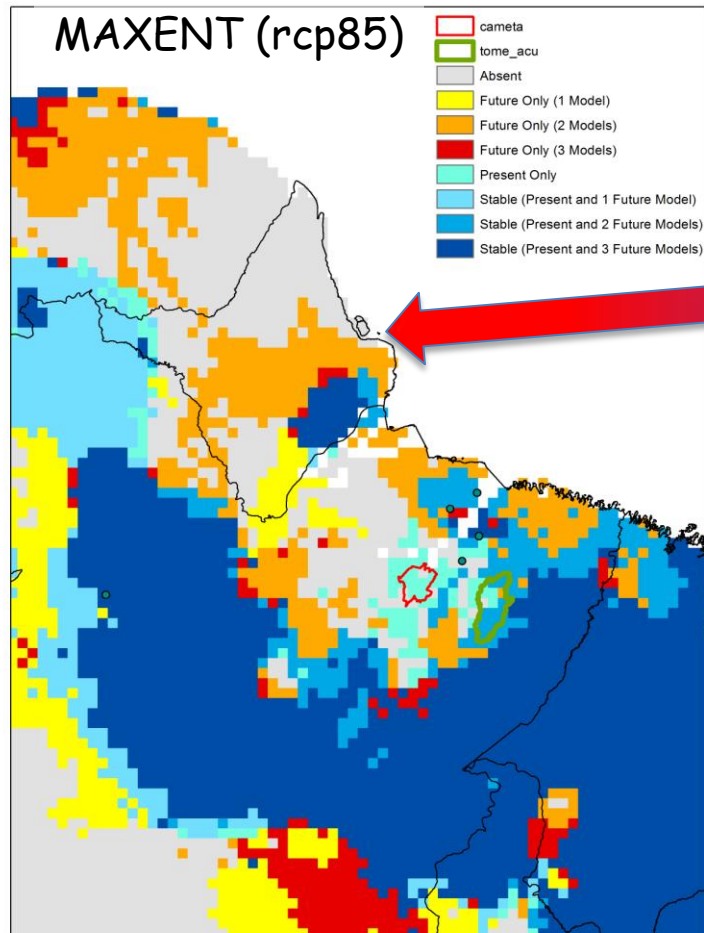 MAXENT (rcp85)
cameta
tome_acu
Absent
Future Only (1 Model)
Future Only (2 Models)
Future Only (3 Models)
Present Only
Stable (Present and 1 Future Model)
Stable (Present and 2 Future Models)
Stable (Present and 3 Future Models)